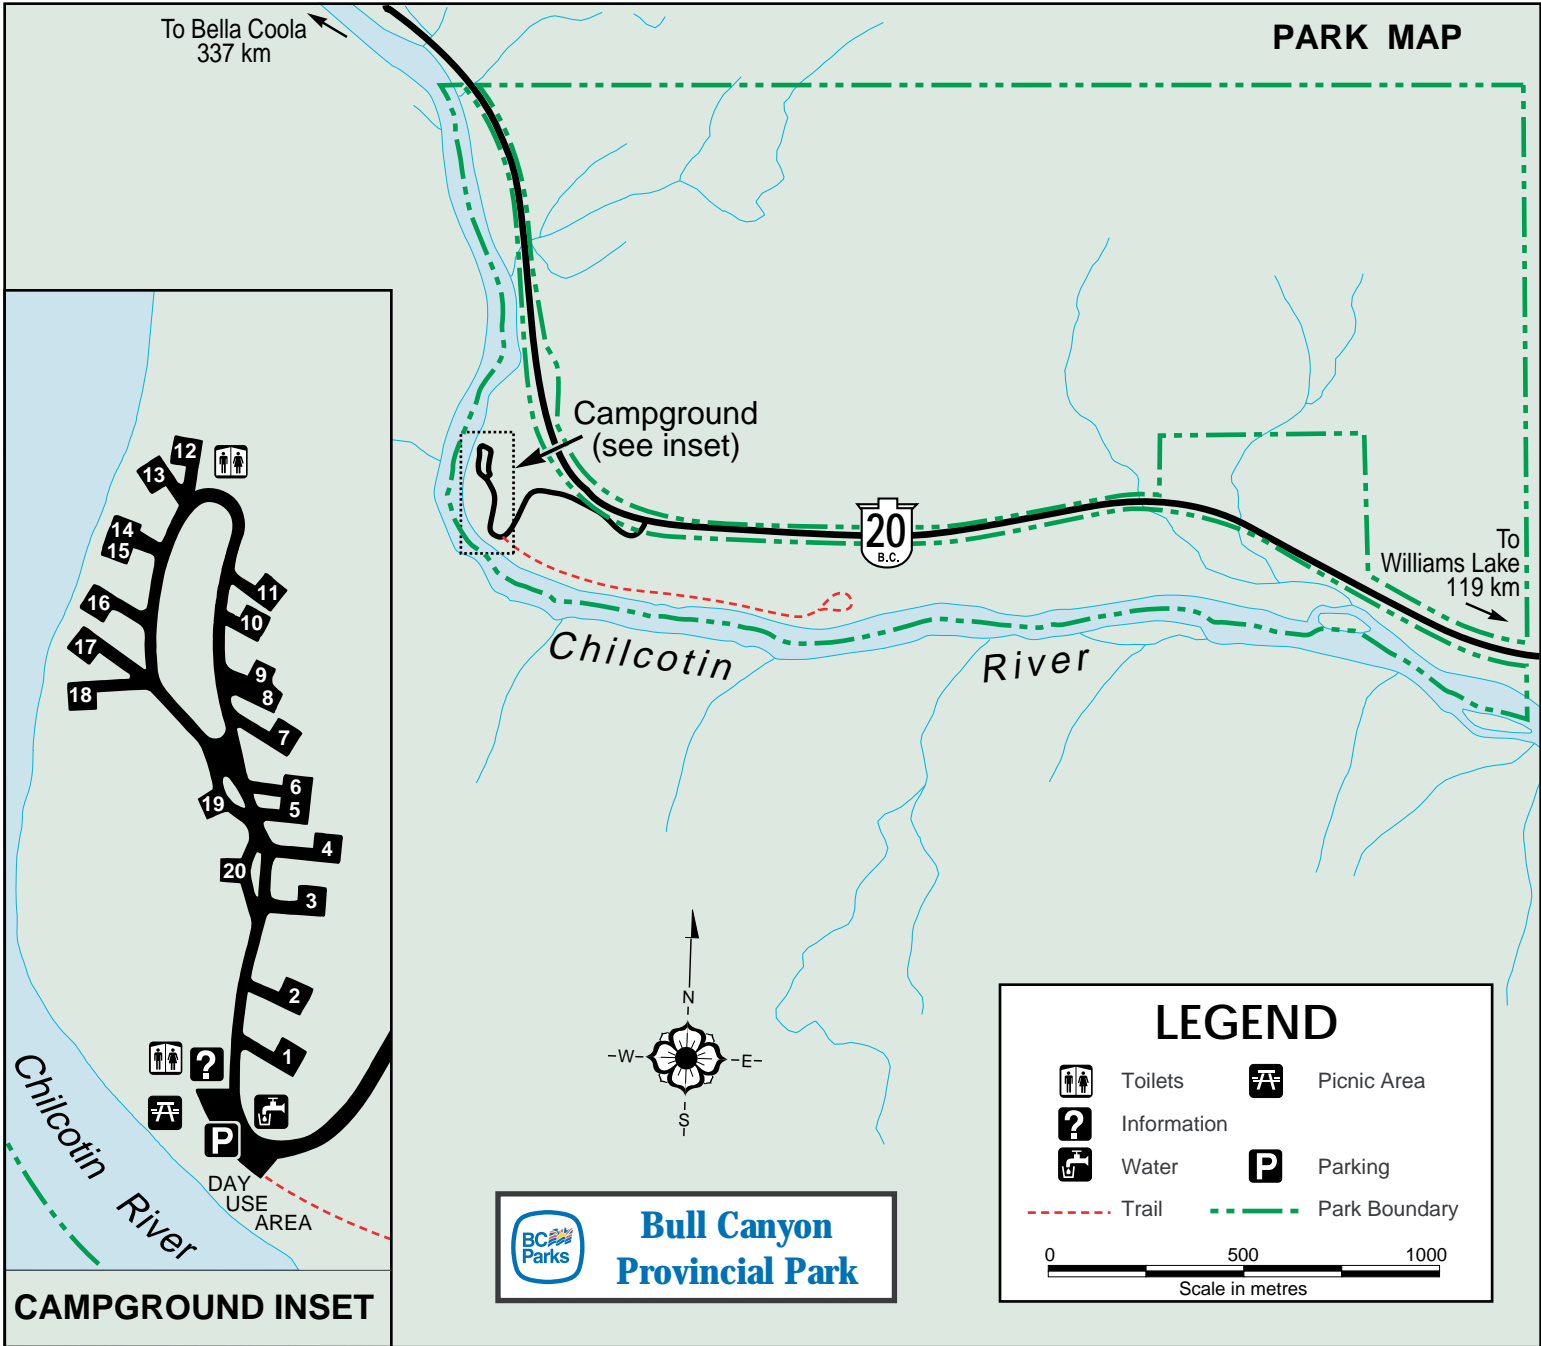 PARK MAP
To Bella Coola
337 km
Campground
(see inset)
20
B.C.
To
Williams Lake
119 km
Chilcotin River
N
W
E
S
12
13
14
15
16
17
18
11
10
9
8
7
6
5
19
4
20
3
2
1
?
P
DAY
USE
AREA
Chilcotin River
CAMPGROUND INSET
BC
Parks
Bull Canyon
Provincial Park
LEGEND
Toilets
Picnic Area
? Information
Water
P Parking
Trail
Park Boundary
0 500 1000
Scale in metres